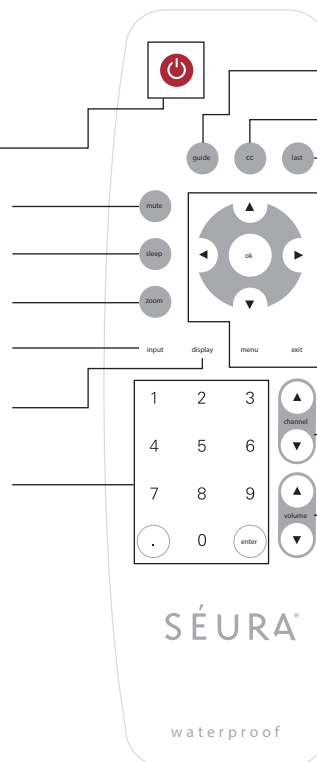 guide cc last
mute
sleep
ok
zoom
input display menu exit
1 2 3
channel
4 5 6
7 8 9
volume
. 0 enter
SÉURA®
waterproof